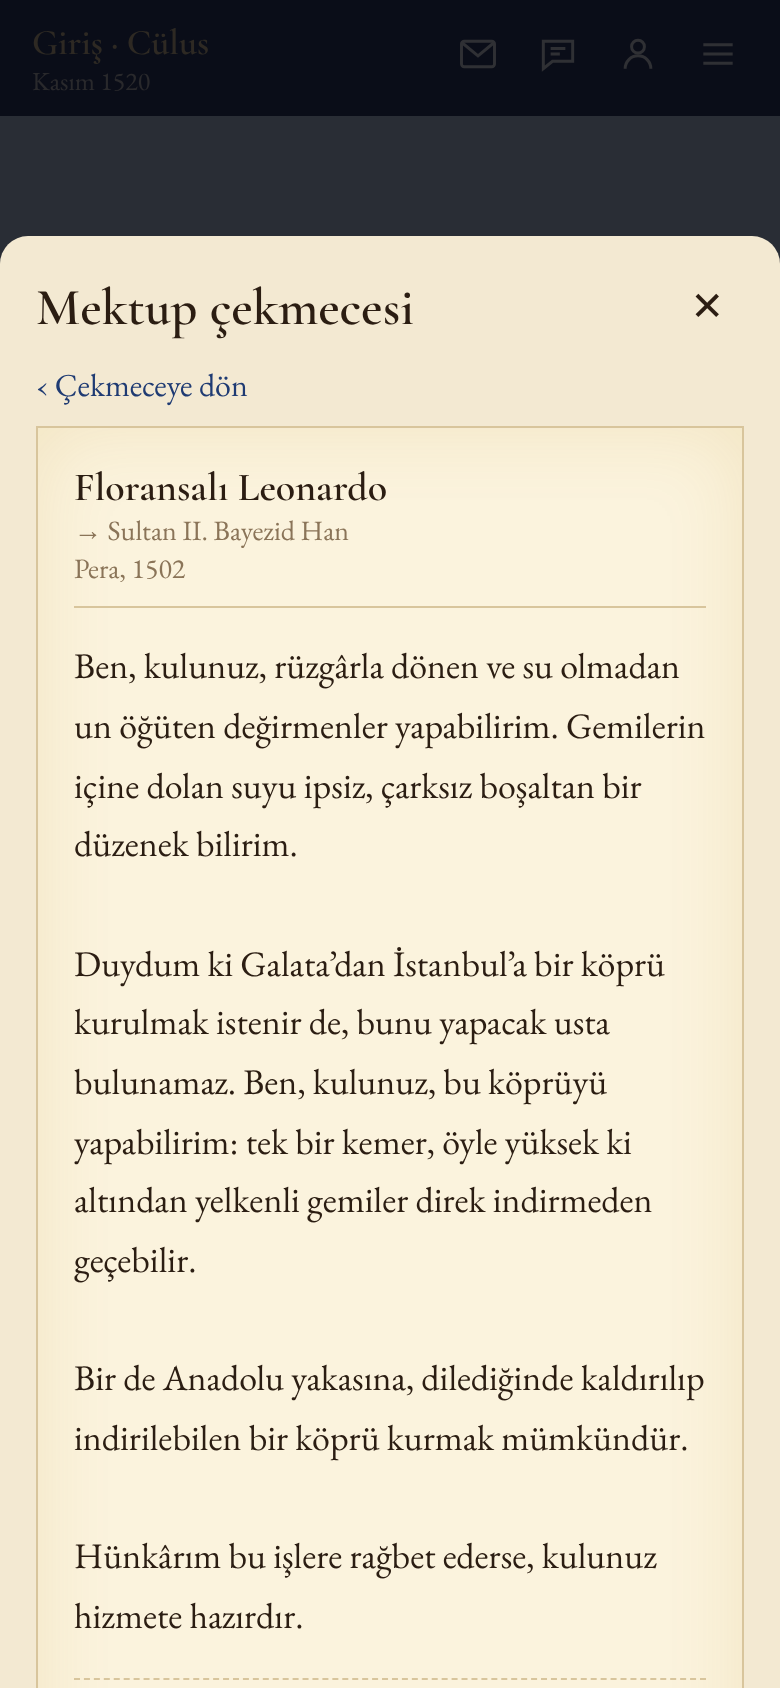 Giriş · Cülus
Kasım 1520
Mektup çekmecesi
‹ Çekmeceye dön
Floransalı Leonardo
→ Sultan II. Bayezid Han
Pera, 1502
Ben, kulunuz, rüzgârla dönen ve su olmadan
un öğüten değirmenler yapabilirim. Gemilerin
içine dolan suyu ipsiz, çarksız boşaltan bir
düzenek bilirim.
Duydum ki Galata’dan İstanbul’a bir köprü
kurulmak istenir de, bunu yapacak usta
bulunamaz. Ben, kulunuz, bu köprüyü
yapabilirim: tek bir kemer, öyle yüksek ki
altından yelkenli gemiler direk indirmeden
geçebilir.
Bir de Anadolu yakasına, dilediğinde kaldırılıp
indirilebilen bir köprü kurmak mümkündür.
Hünkârım bu işlere rağbet ederse, kulunuz
hizmete hazırdır.